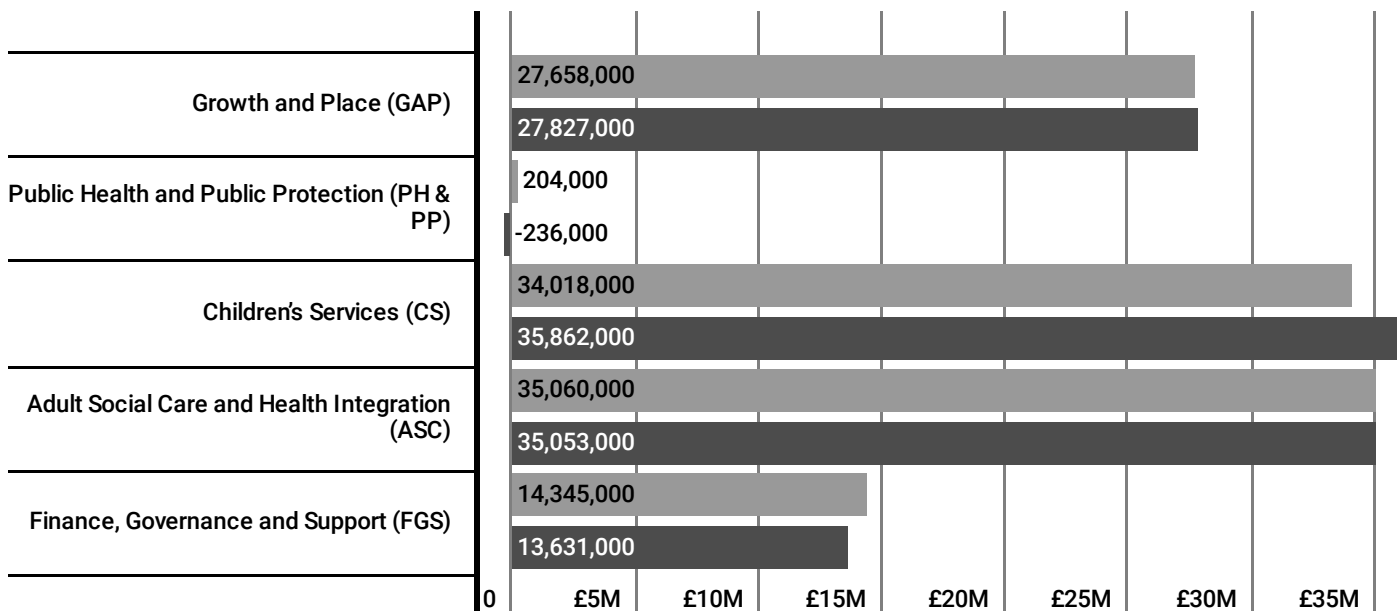 27,658,000
Growth and Place (GAP)
27,827,000
204,000
Public Health and Public Protection (PH &
PP)
-236,000
34,018,000
Children’s Services (CS)
35,862,000
35,060,000
Adult Social Care and Health Integration
(ASC)
35,053,000
14,345,000
Finance, Governance and Support (FGS)
13,631,000
0 £5M £10M £15M £20M £25M £30M £35M